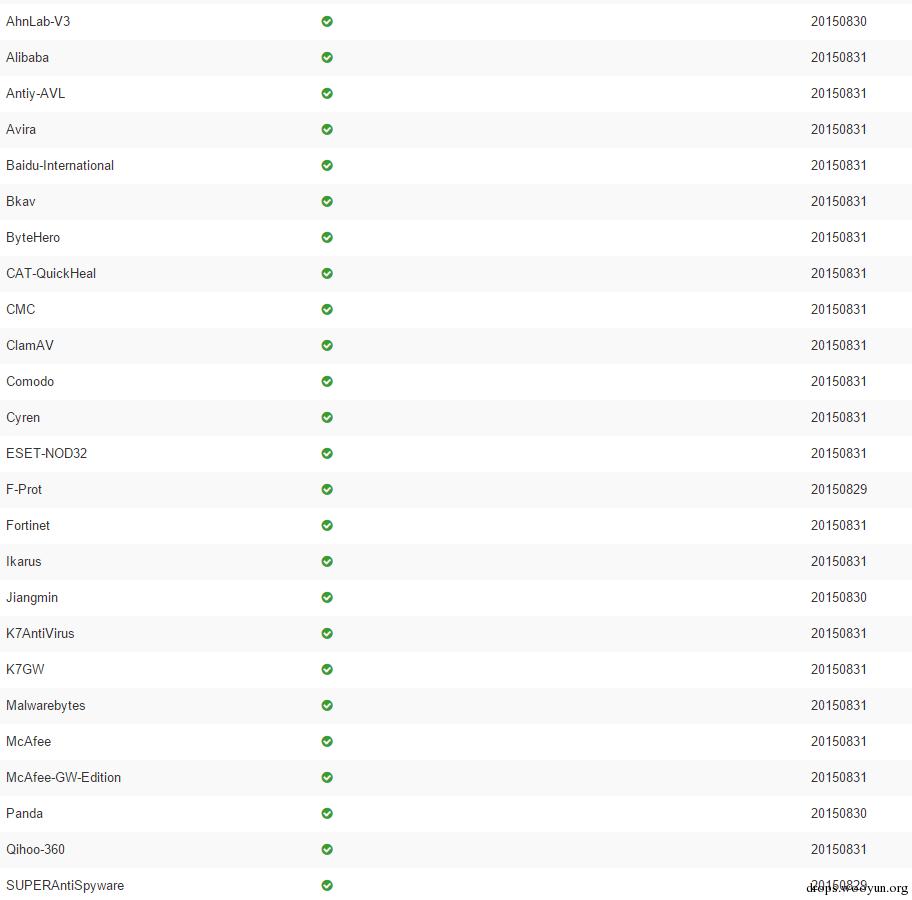 AhnLab-V3 20150830
Alibaba 20150831
Antiy-AVL 20150831
Avira 20150831
Baidu-International 20150831
Bkav 20150831
ByteHero 20150831
CAT-QuickHeal 20150831
CMC 20150831
ClamAV 20150831
Comodo 20150831
Cyren 20150831
ESET-NOD32 20150831
F-Prot 20150829
Fortinet 20150831
Ikarus 20150831
Jiangmin 20150830
K7AntiVirus 20150831
K7GW 20150831
Malwarebytes 20150831
McAfee 20150831
McAfee-GW-Edition 20150831
Panda 20150830
Qihoo-360 20150831
SUPERAntiSpyware 20150829
drops.wooyun.org